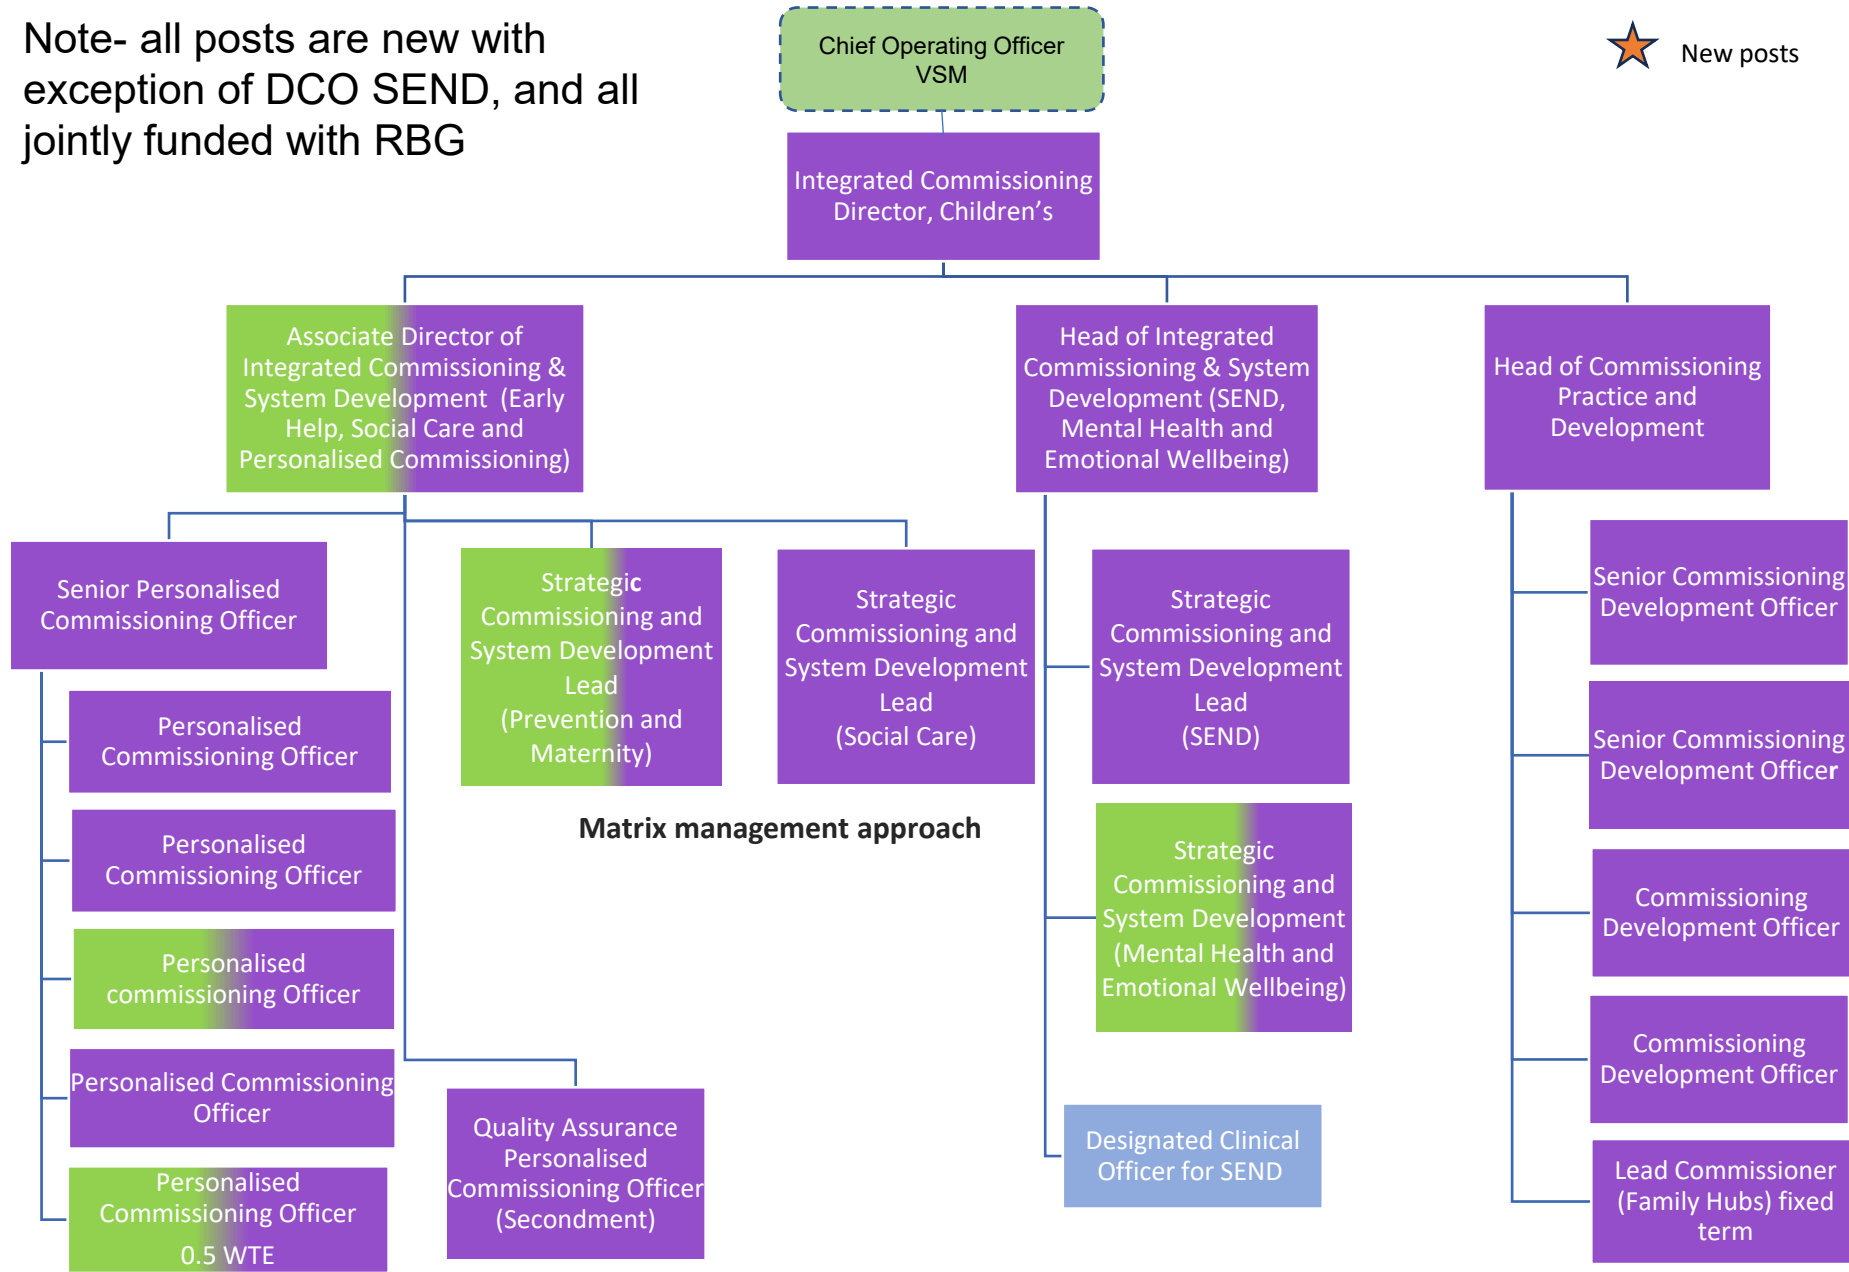 Note- all posts are new with
exception of DCO SEND, and all
jointly funded with RBG
Chief Operating Officer
VSM
New posts
Integrated Commissioning
Director, Children’s
Associate Director of
Integrated Commissioning &
System Development (Early
Help, Social Care and
Personalised Commissioning)
Head of Integrated
Commissioning & System
Development (SEND,
Mental Health and
Emotional Wellbeing)
Head of Commissioning
Practice and
Development
Senior Personalised
Commissioning Officer
Personalised
Commissioning Officer
Personalised
Commissioning Officer
Personalised
commissioning Officer
Personalised Commissioning
Officer
Personalised
Commissioning Officer
0.5 WTE
Strategic
Commissioning and
System Development
Lead
(Prevention and
Maternity)
Strategic
Commissioning and
System Development
Lead
(Social Care)
Matrix management approach
Quality Assurance
Personalised
Commissioning Officer
(Secondment)
Strategic
Commissioning and
System Development
Lead
(SEND)
Strategic
Commissioning and
System Development
(Mental Health and
Emotional Wellbeing)
Designated Clinical
Officer for SEND
Senior Commissioning
Development Officer
Senior Commissioning
Development Officer
Commissioning
Development Officer
Commissioning
Development Officer
Lead Commissioner
(Family Hubs) fixed
term